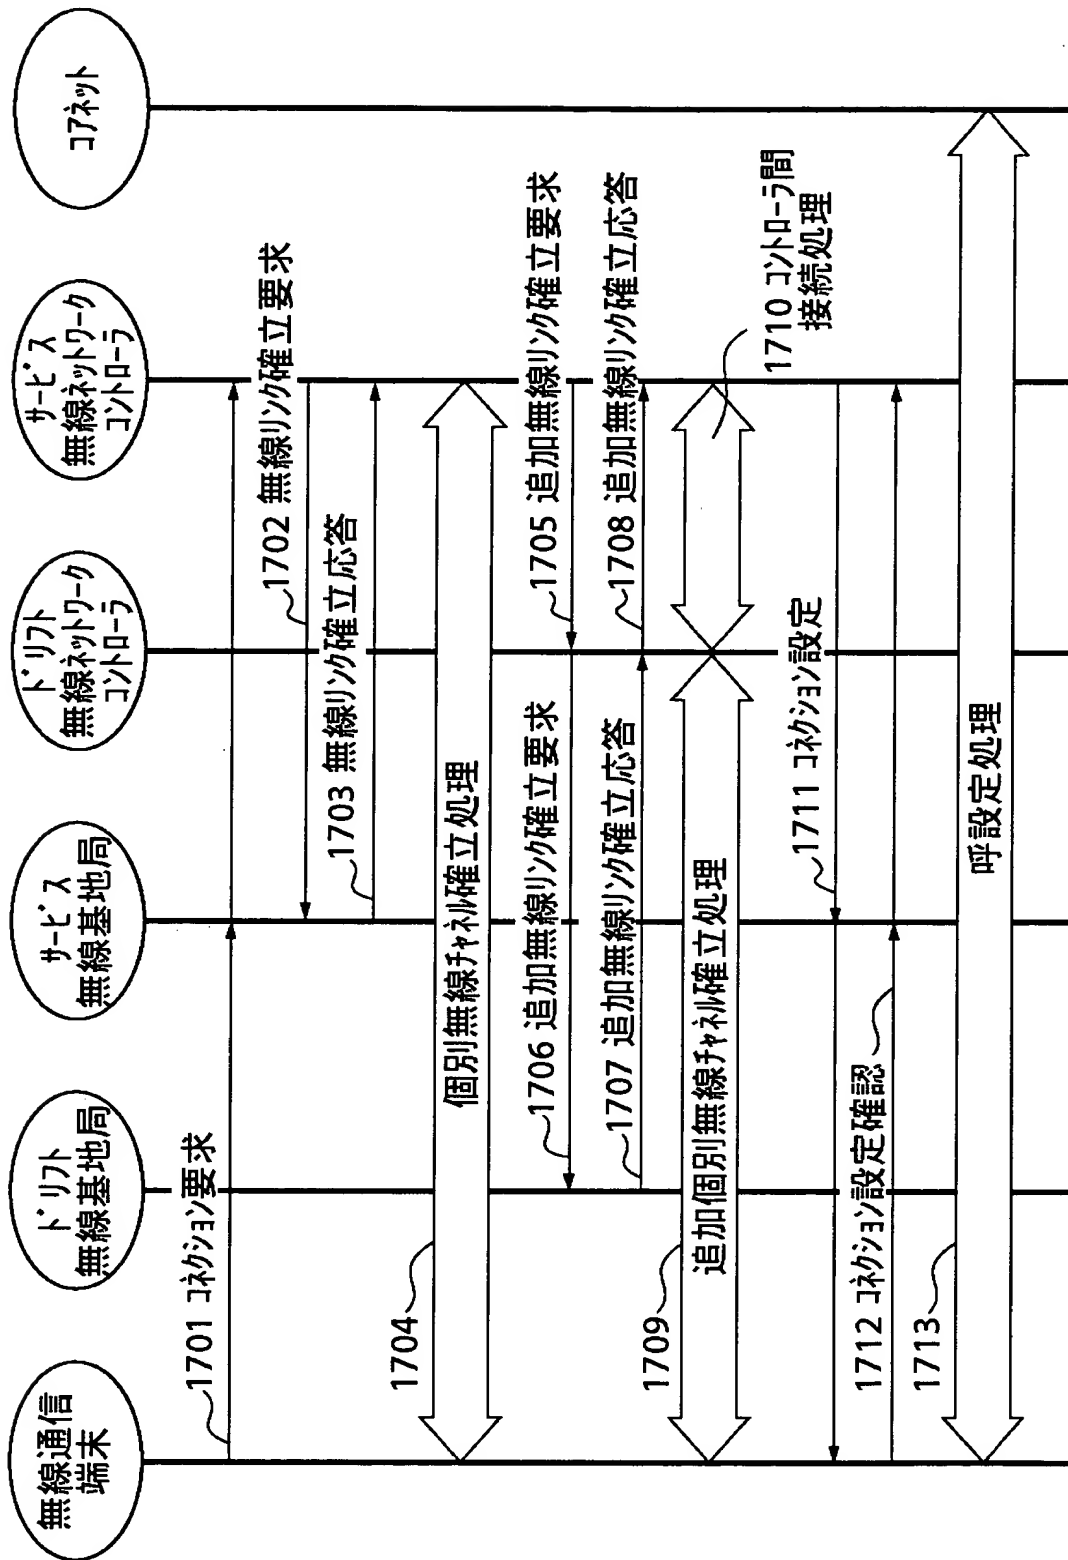 無線通信
端末
ドリフト
無線基地局
サービス
無線基地局
ドリフト
無線ネットワーク
コントローラ
サービス
無線ネットワーク
コントローラ
コアネット
1701 コネクション要求
1702 無線リンク確立要求
1703 無線リンク確立応答
1704
個別無線チャネル確立処理
1705 追加無線リンク確立要求
1706 追加無線リンク確立要求
1707 追加無線リンク確立応答
1708 追加無線リンク確立応答
1709
追加個別無線チャネル確立処理
1710 コントローラ間
接続処理
1711 コネクション設定
1712 コネクション設定確認
1713
呼設定処理